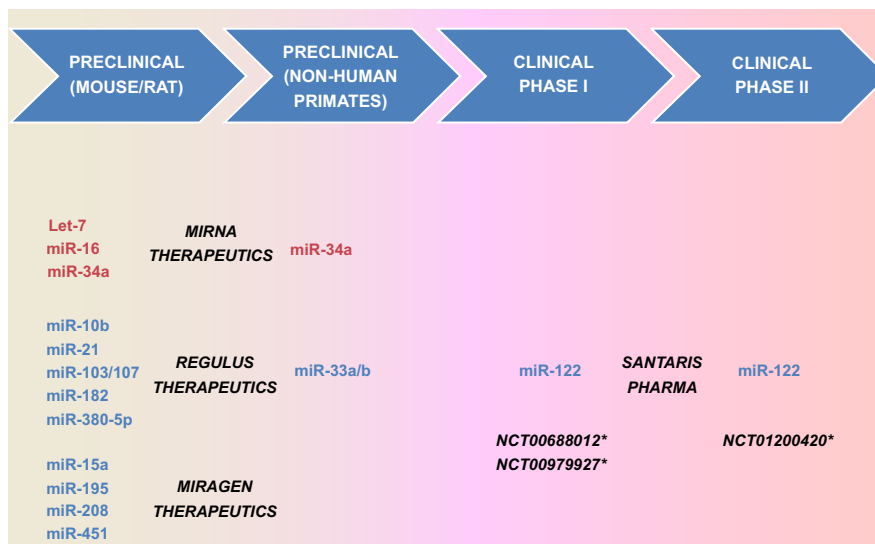 PRECLINICAL
(MOUSE/RAT)
PRECLINICAL
(NON-HUMAN
PRIMATES)
CLINICAL
PHASE I
CLINICAL
PHASE II
Let-7
miR-16
miR-34a
MIRNA
THERAPEUTICS
miR-34a
miR-10b
miR-21
miR-103/107
miR-182
miR-380-5p
REGULUS
THERAPEUTICS
miR-33a/b
miR-122
SANTARIS
PHARMA
miR-122
NCT00688012*
NCT00979927*
NCT01200420*
miR-15a
miR-195
miR-208
miR-451
MIRAGEN
THERAPEUTICS